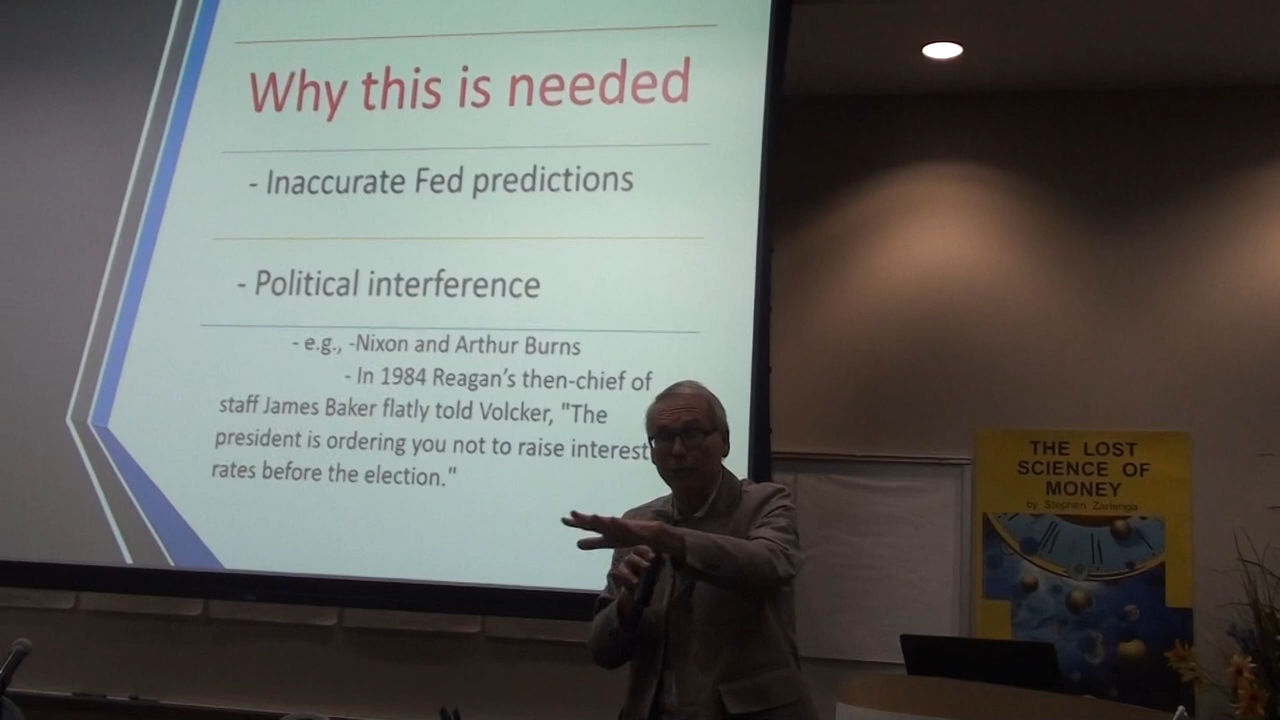 Why this is needed
- Inaccurate Fed predictions
- Political interference
- e.g., -Nixon and Arthur Burns
- In 1984 Reagan's then-chief of
staff James Baker flatly told Volcker, "The
president is ordering you not to raise interest
rates before the election."
THE LOST
SCIENCE OF
MONEY
by Stephen Zarlenga